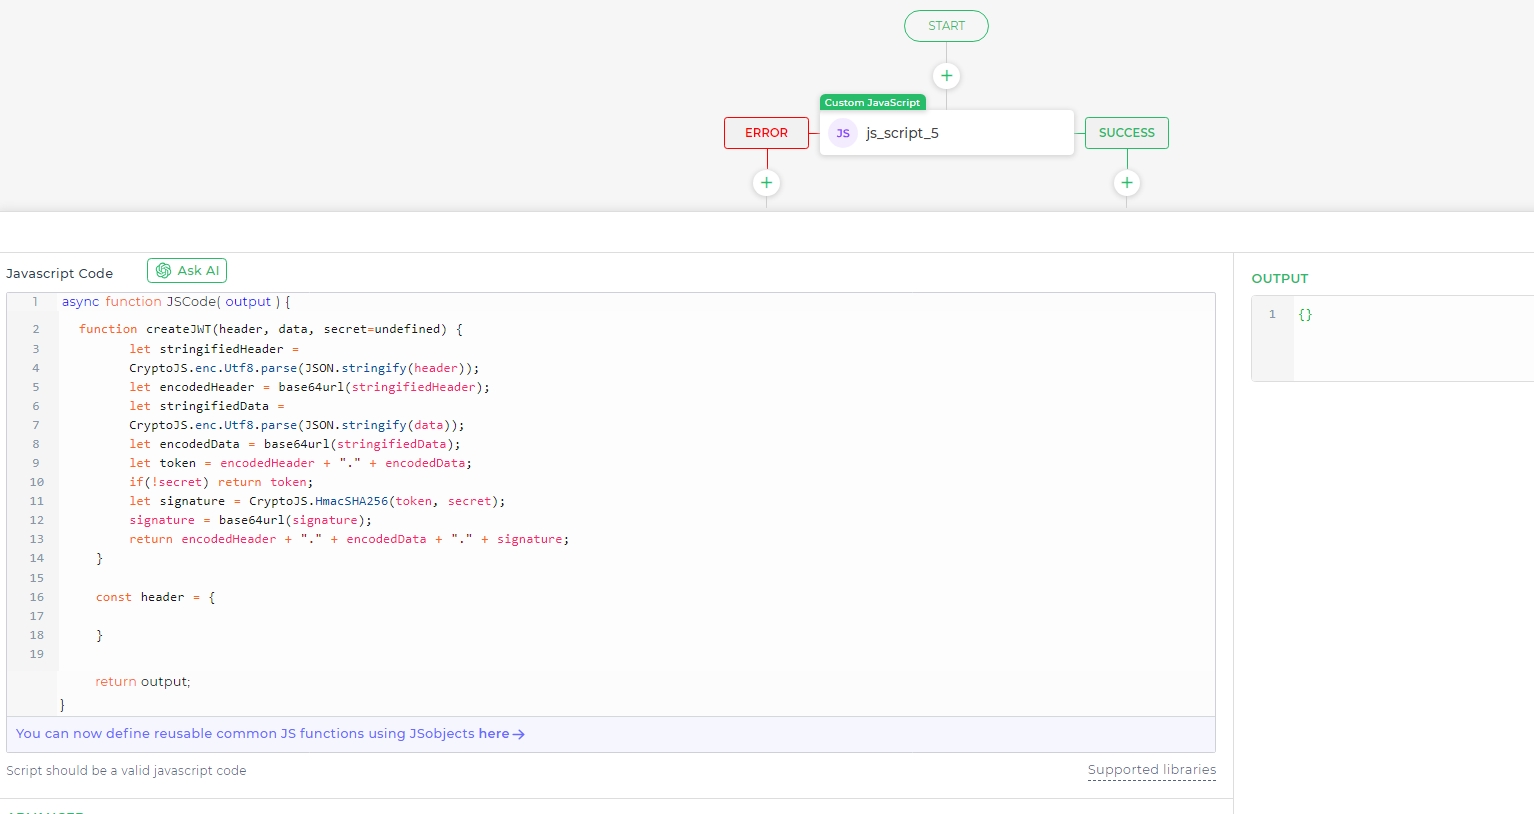 START
Custom JavaScript
ERROR
JS js_script_5
SUCCESS
Javascript Code
Ask AI
OUTPUT
1 async function JSCode( output ) {
2 function createJWT(header, data, secret=undefined) {
3 let stringifiedHeader =
4 CryptoJS.enc.Utf8.parse(JSON.stringify(header));
5 let encodedHeader = base64url(stringifiedHeader);
6 let stringifiedData =
7 CryptoJS.enc.Utf8.parse(JSON.stringify(data));
8 let encodedData = base64url(stringifiedData);
9 let token = encodedHeader + "." + encodedData;
10 if(!secret) return token;
11 let signature = CryptoJS.HmacSHA256(token, secret);
12 signature = base64url(signature);
13 return encodedHeader + "." + encodedData + "." + signature;
14 }
15
16 const header = {
17
18 }
19
return output;
}
1 {}
You can now define reusable common JS functions using JSobjects here
Script should be a valid javascript code
Supported libraries